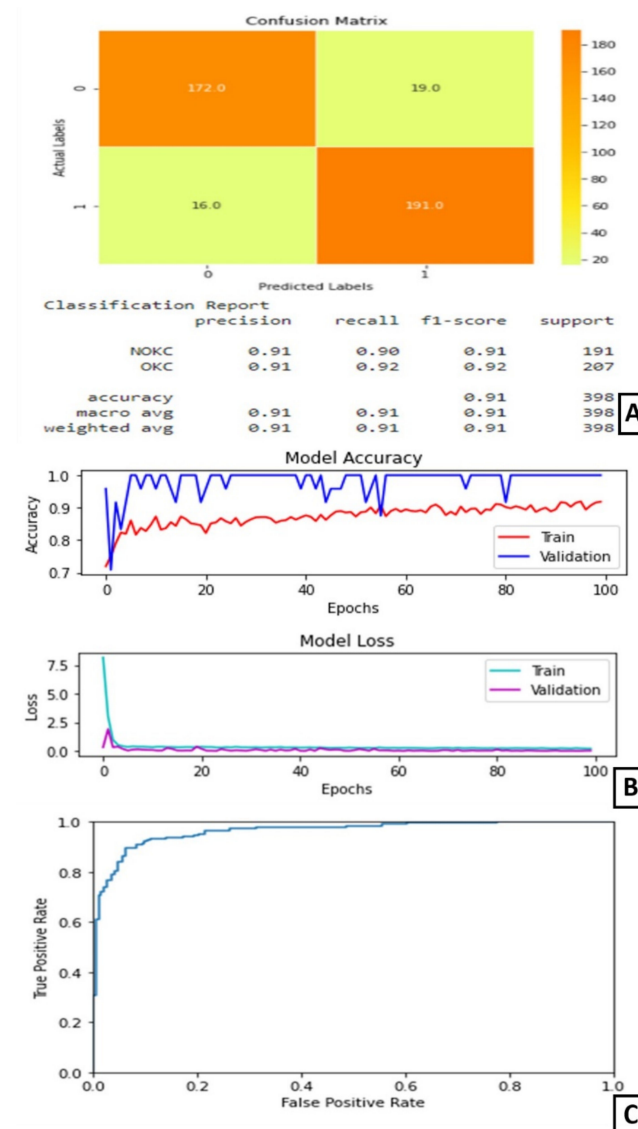 Confusion Matrix
Actual Labels
0
172.0
19.0
1
16.0
191.0
0
1
Predicted Labels
180
160
140
120
100
80
60
40
20
Classification Report
precision recall f1-score support
NOKC 0.91 0.90 0.91 191
OKC 0.91 0.92 0.92 207
accuracy 0.91 398
macro avg 0.91 0.91 0.91 398
weighted avg 0.91 0.91 0.91 398
A
Model Accuracy
Accuracy
1.0
0.9
0.8
0.7
Train
Validation
0 20 40 60 80 100
Epochs
Model Loss
Loss
7.5
5.0
2.5
0.0
Train
Validation
0 20 40 60 80 100
Epochs
B
True Positive Rate
1.0
0.8
0.6
0.4
0.2
0.0
0.0 0.2 0.4 0.6 0.8 1.0
False Positive Rate
C